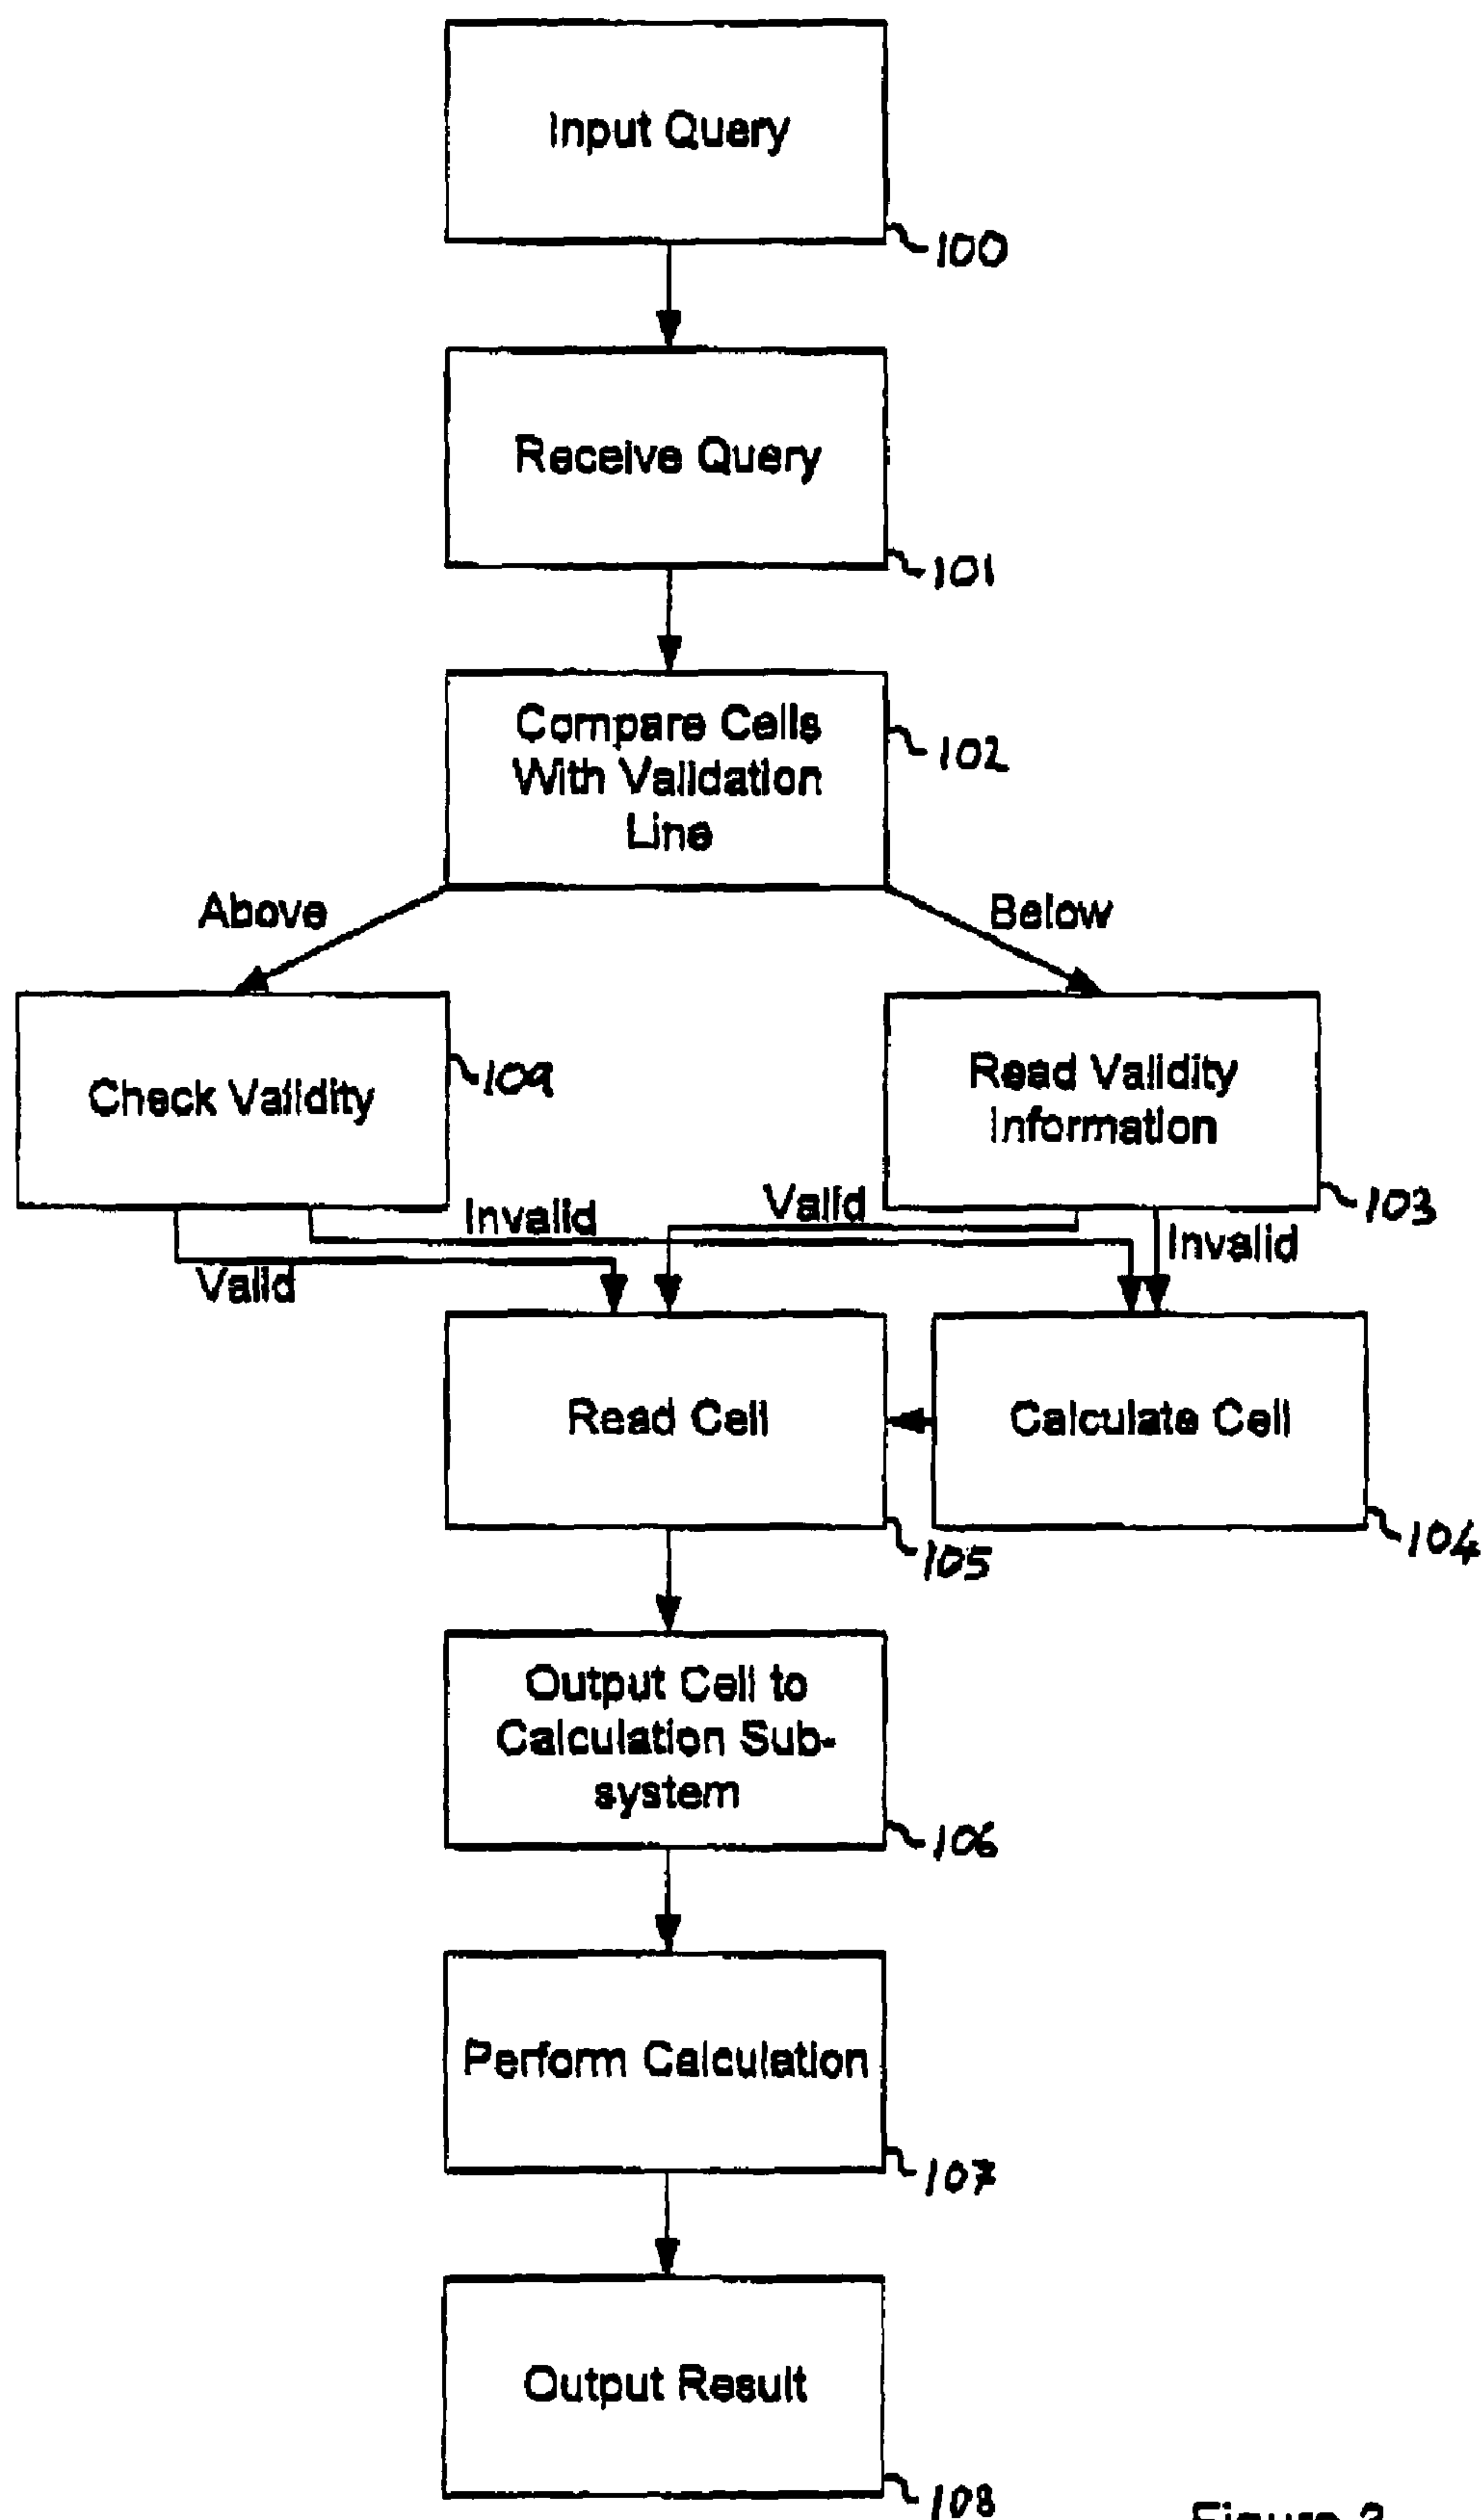 Input Query
100
Receive Query
101
Compare Cells
With Validation
Line
102
Above
Below
Check Validity
109
Read Validity
Information
103
Invalid
Valid
Invalid
Valid
Read Cell
105
Calculate Cell
104
Output Cell to
Calculation Sub-
system
106
Perform Calculation
107
Output Result
108